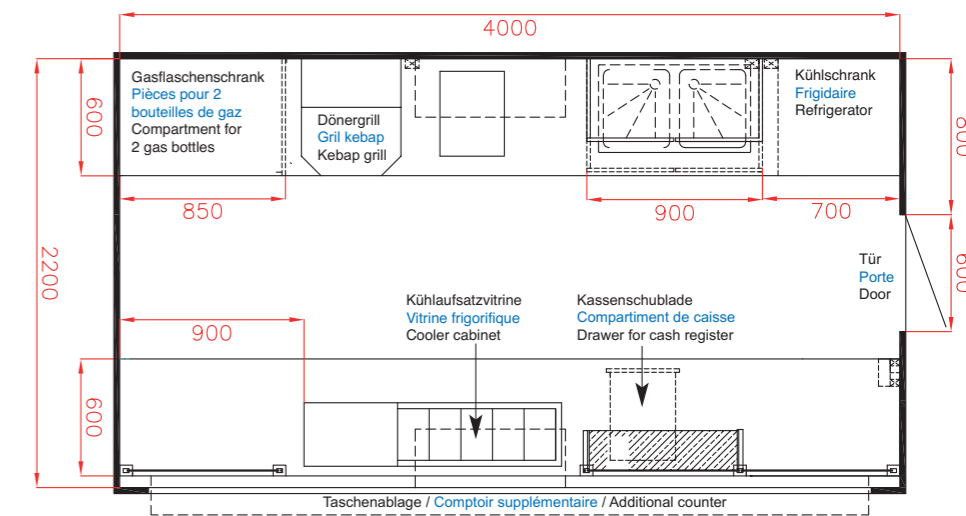 4000
Gasflaschenschrank
Pièces pour 2
bouteilles de gaz
Compartment for
2 gas bottles
Dönergrill
Gril kebap
Kebap grill
Kühlschrank
Frigidaire
Refrigerator
600
800
850
900
700
2200
600
Tür
Porte
Door
900
Kühlaufsatzvitrine
Vitrine frigorifique
Cooler cabinet
Kassenschublade
Compartiment de caisse
Drawer for cash register
600
Taschenablage / Comptoir supplémentaire / Additional counter